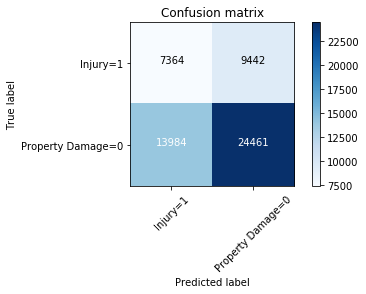 Confusion matrix
True label
Injury=1
7364
9442
Property Damage=0
13984
24461
Injury=1
Property Damage=0
Predicted label
22500
20000
17500
15000
12500
10000
7500